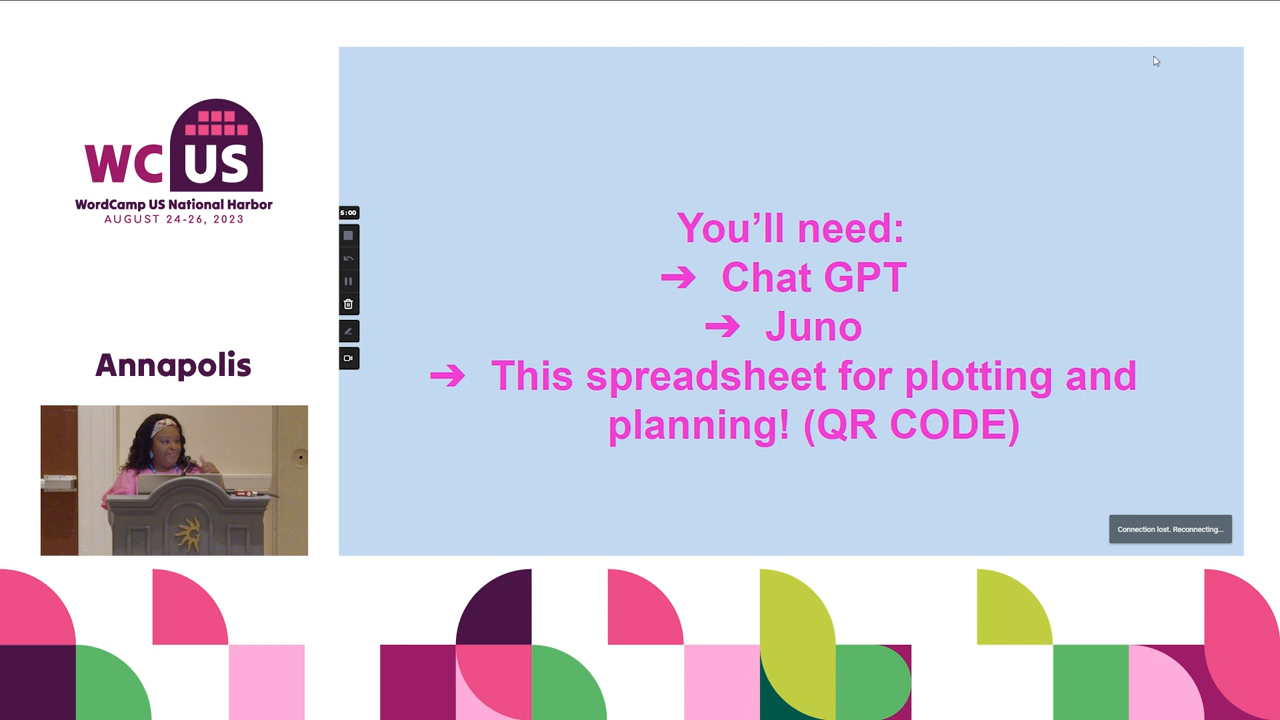 WC US
WordCamp US National Harbor
AUGUST 24-26, 2023
Annapolis
5:00
You’ll need:
➔ Chat GPT
➔ Juno
➔ This spreadsheet for plotting and
planning! (QR CODE)
Connection lost. Reconnecting...